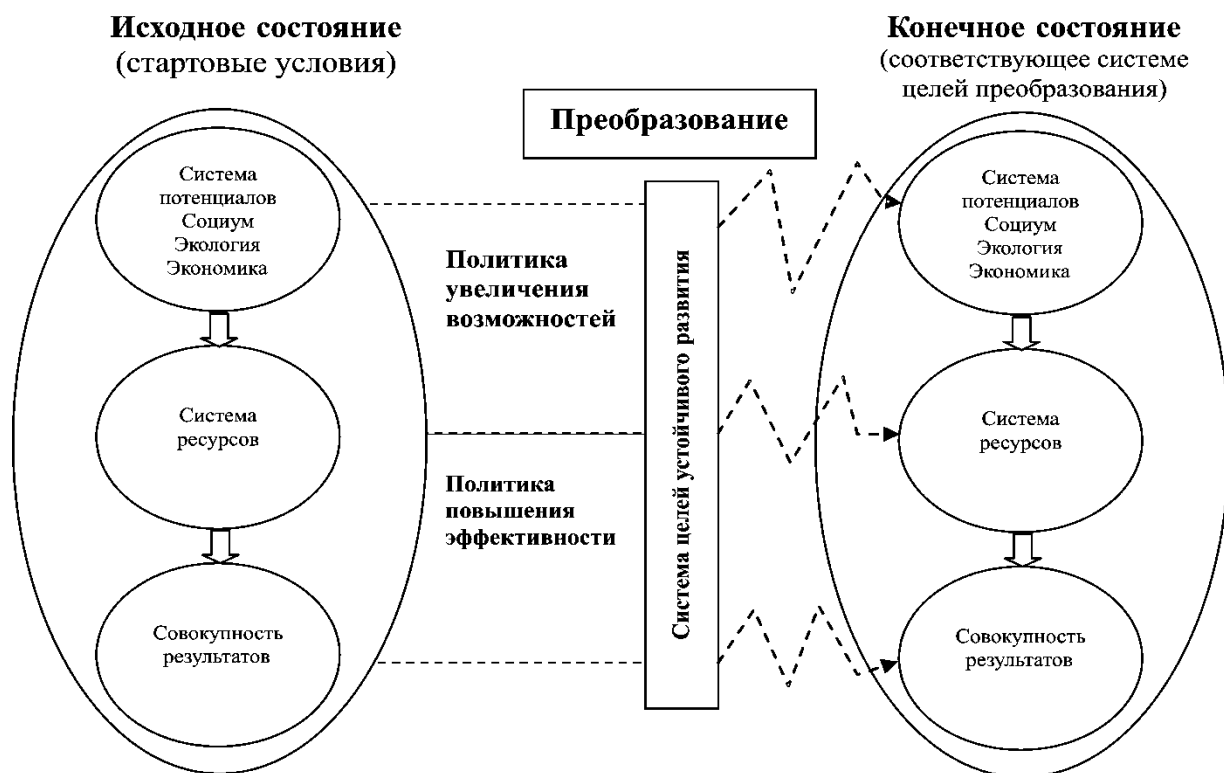 Исходное состояние
(стартовые условия)
Система
потенциалов
Социум
Экология
Экономика
Система
ресурсов
Совокупность
результатов
Преобразование
Политика
увеличения
возможностей
Политика
повышения
эффективности
Система целей устойчивого развития
Конечное состояние
(соответствующее системе
целей преобразования)
Система
потенциалов
Социум
Экология
Экономика
Система
ресурсов
Совокупность
результатов